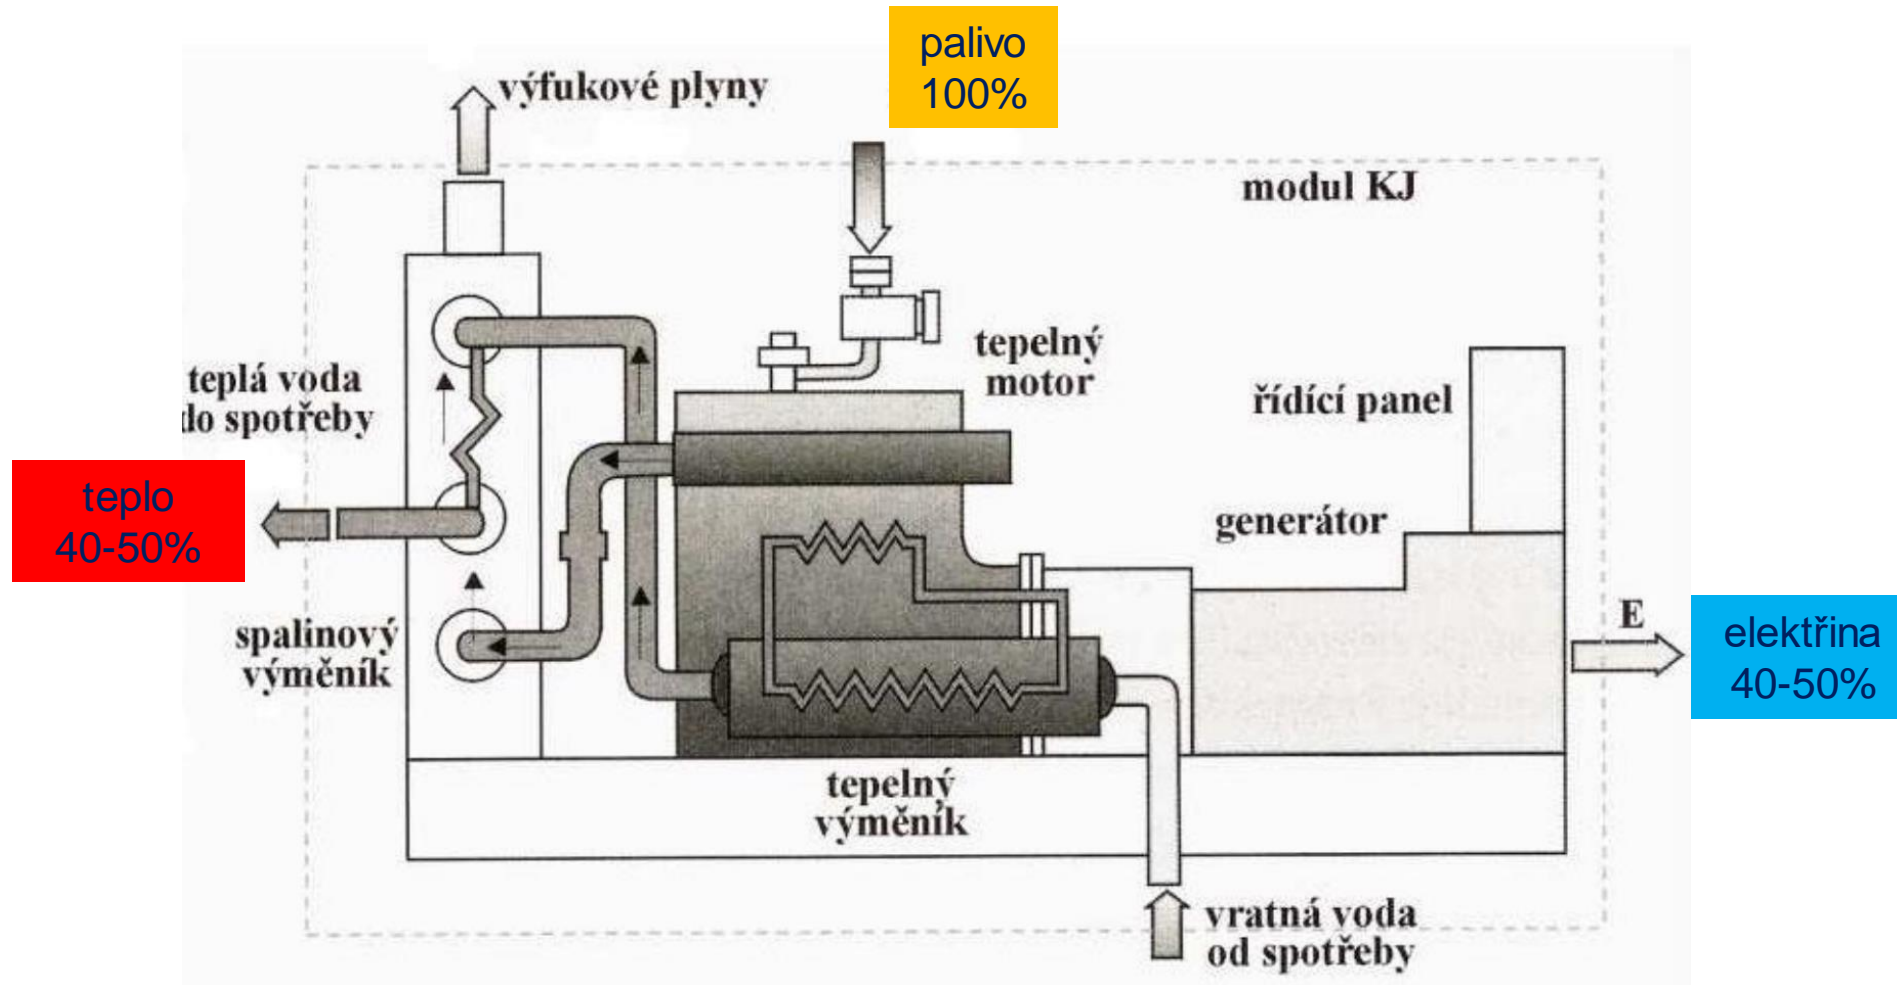 palivo
100%
výfukové plyny
modul KJ
tepelný
motor
teplá voda
do spotřeby
řídící panel
teplo
40-50%
generátor
E
elektřina
40-50%
spalinový
výměník
tepelný
výměník
vratná voda
od spotřeby